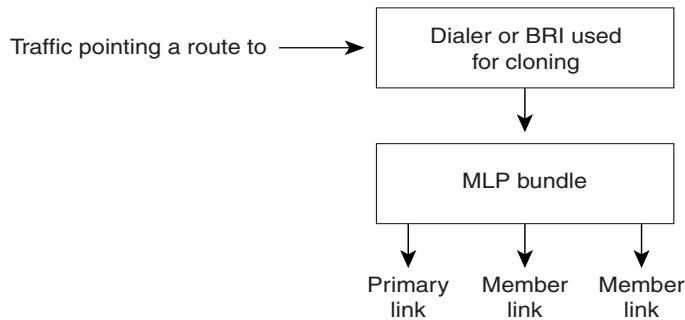 Traffic pointing a route to
Dialer or BRI used
for cloning
MLP bundle
Primary
link
Member
link
Member
link